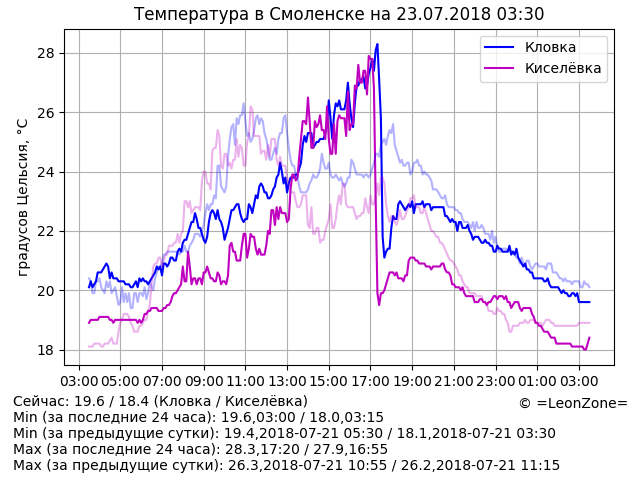 Температура в Смоленске на 23.07.2018 03:30
Кловка
Киселёвка
градусов Цельсия, °C
28
26
24
22
20
18
03:00 05:00 07:00 09:00 11:00 13:00 15:00 17:00 19:00 21:00 23:00 01:00 03:00
Сейчас: 19.6 / 18.4 (Кловка / Киселёвка)
© =LeonZone=
Min (за последние 24 часа): 19.6,03:00 / 18.0,03:15
Min (за предыдущие сутки): 19.4,2018-07-21 05:30 / 18.1,2018-07-21 03:30
Max (за последние 24 часа): 28.3,17:20 / 27.9,16:55
Max (за предыдущие сутки): 26.3,2018-07-21 10:55 / 26.2,2018-07-21 11:15